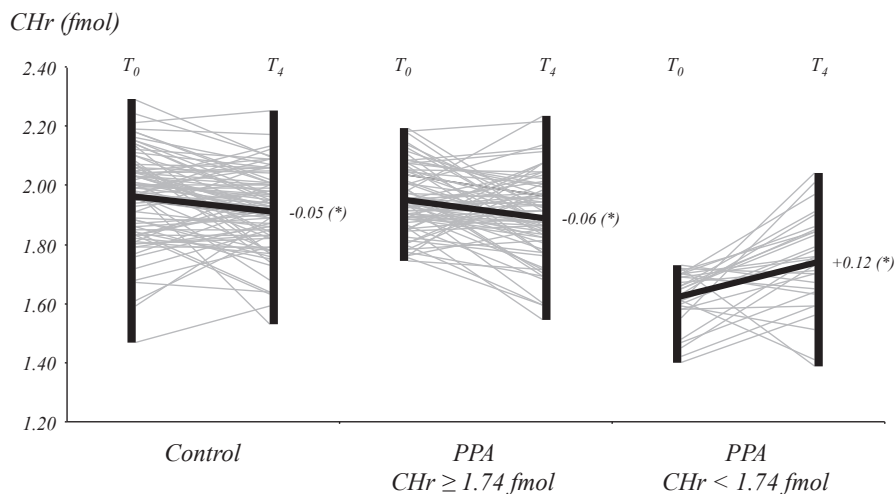 CHr (fmol)
2.40
2.20
2.00
1.80
1.60
1.40
1.20
T0 T4 T0 T4 T0 T4
-0.05 (*)
-0.06 (*)
+0.12 (*)
Control PPA PPA
CHr ≥ 1.74 fmol CHr < 1.74 fmol